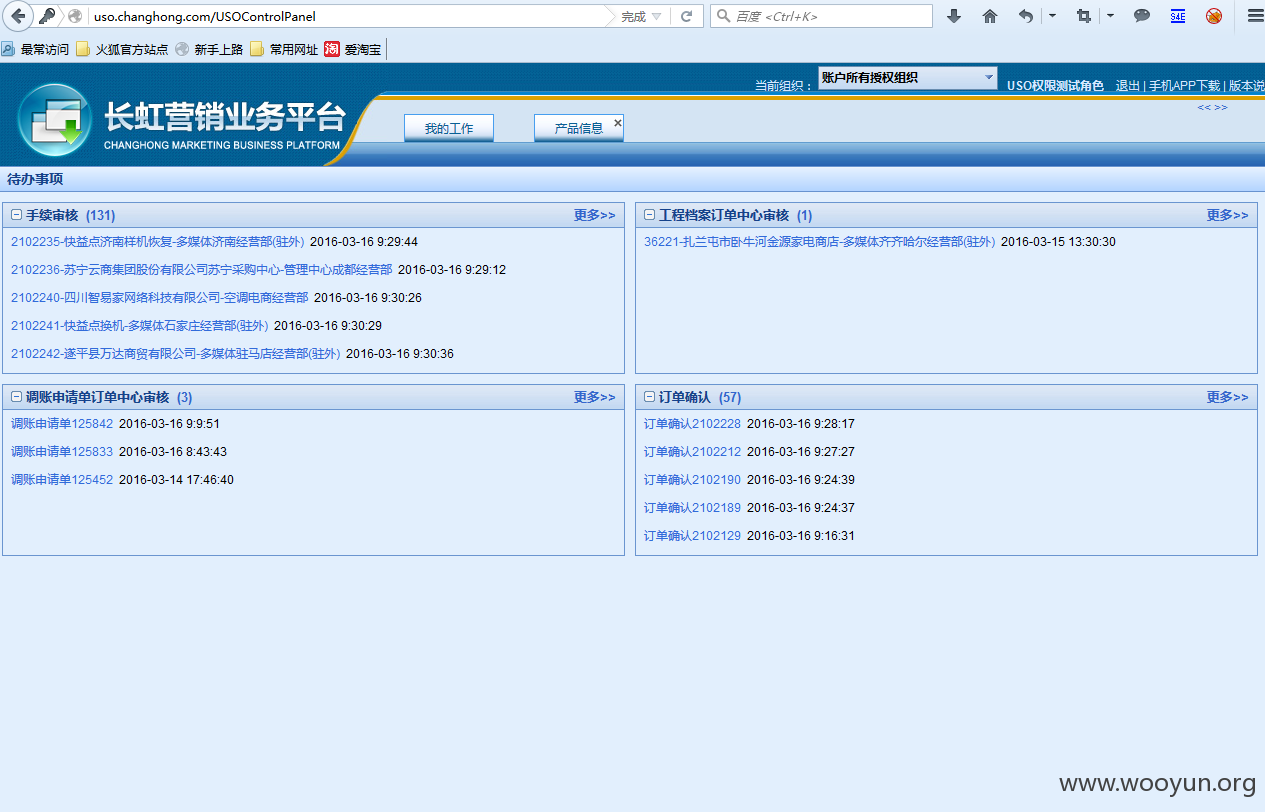 uso.changhong.com/USOControlPanel
完成
百度 <Ctrl+K>
S4E
最常访问 火狐官方站点 新手上路 常用网址 淘 爱淘宝
当前组织： 账户所有授权组织 USO权限测试角色 退出 | 手机APP下载 | 版本说
<< >>
长虹营销业务平台
CHANGHONG MARKETING BUSINESS PLATFORM
我的工作 产品信息
待办事项
手续审核 (131) 更多>>
2102235-快益点济南样机恢复-多媒体济南经营部(驻外) 2016-03-16 9:29:44
2102236-苏宁云商集团股份有限公司苏宁采购中心-管理中心成都经营部 2016-03-16 9:29:12
2102240-四川智易家网络科技有限公司-空调电商经营部 2016-03-16 9:30:26
2102241-快益点换机-多媒体石家庄经营部(驻外) 2016-03-16 9:30:29
2102242-遂平县万达商贸有限公司-多媒体驻马店经营部(驻外) 2016-03-16 9:30:36
工程档案订单中心审核 (1) 更多>>
36221-扎兰屯市卧牛河金源家电商店-多媒体齐齐哈尔经营部(驻外) 2016-03-15 13:30:30
调账申请单订单中心审核 (3) 更多>>
调账申请单125842 2016-03-16 9:9:51
调账申请单125833 2016-03-16 8:43:43
调账申请单125452 2016-03-14 17:46:40
订单确认 (57) 更多>>
订单确认2102228 2016-03-16 9:28:17
订单确认2102212 2016-03-16 9:27:27
订单确认2102190 2016-03-16 9:24:39
订单确认2102189 2016-03-16 9:24:37
订单确认2102129 2016-03-16 9:16:31
www.wooyun.org